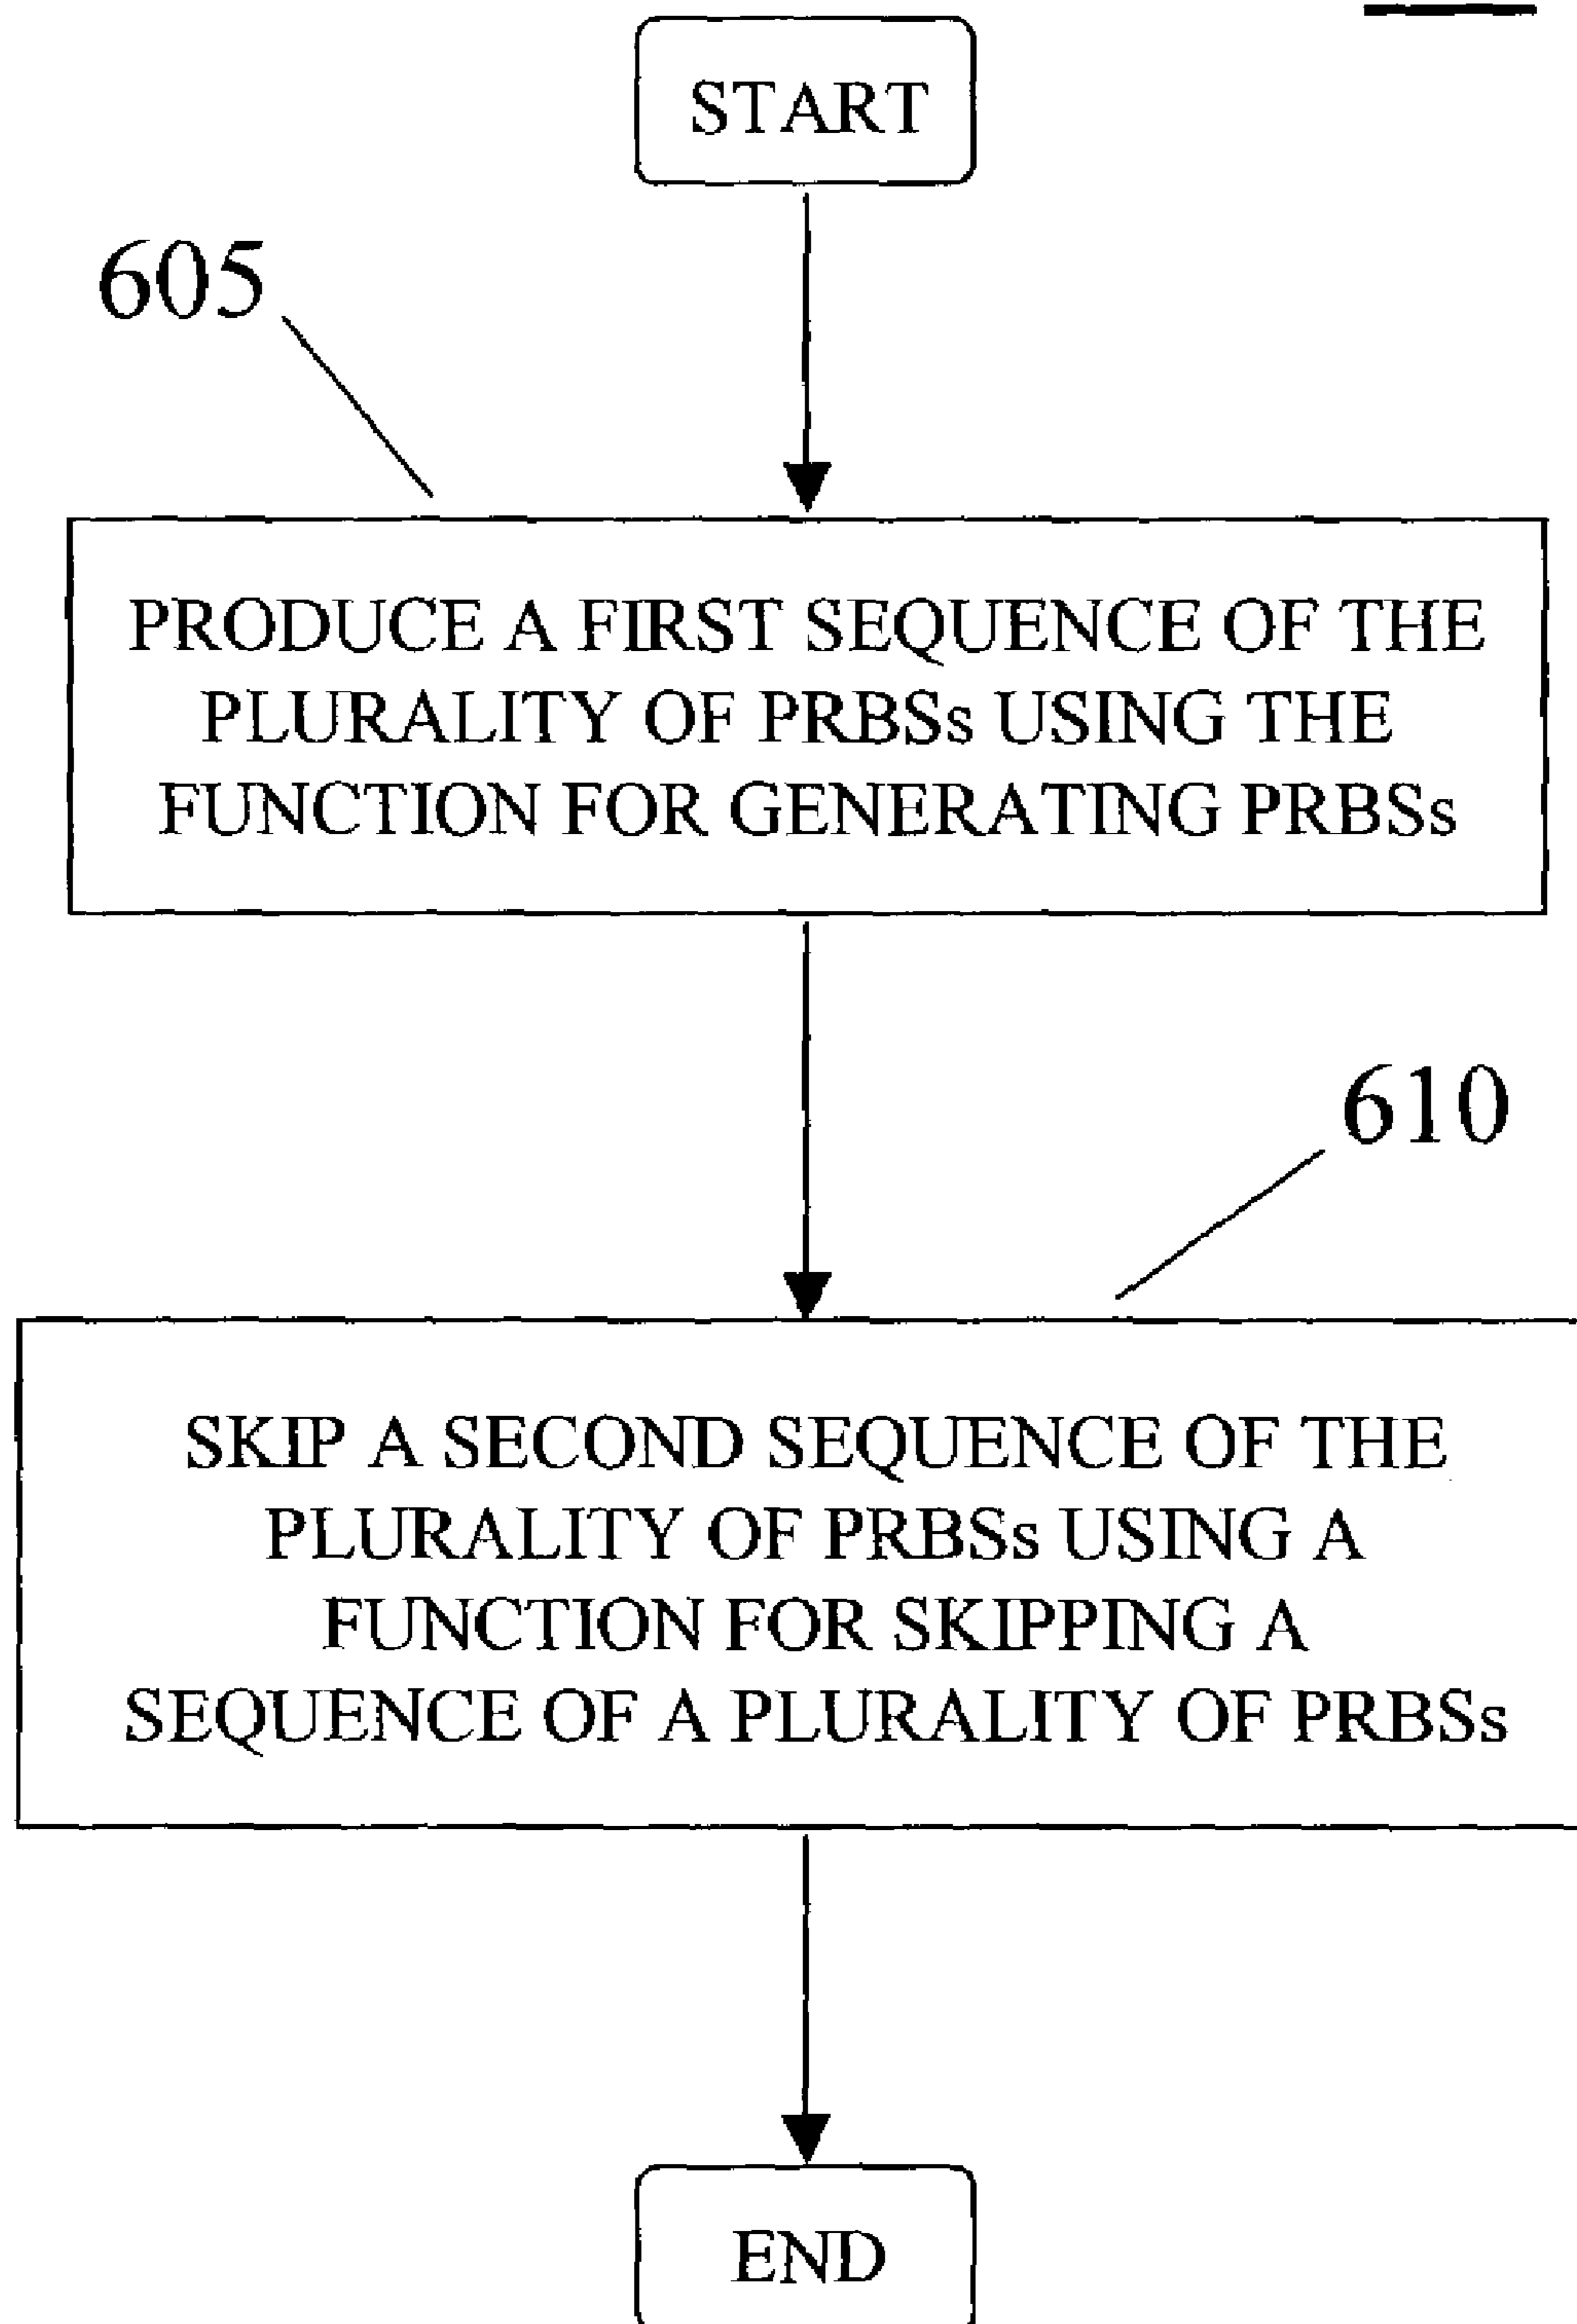 START
605
PRODUCE A FIRST SEQUENCE OF THE
PLURALITY OF PRBSs USING THE
FUNCTION FOR GENERATING PRBSs
610
SKIP A SECOND SEQUENCE OF THE
PLURALITY OF PRBSs USING A
FUNCTION FOR SKIPPING A
SEQUENCE OF A PLURALITY OF PRBSs
END